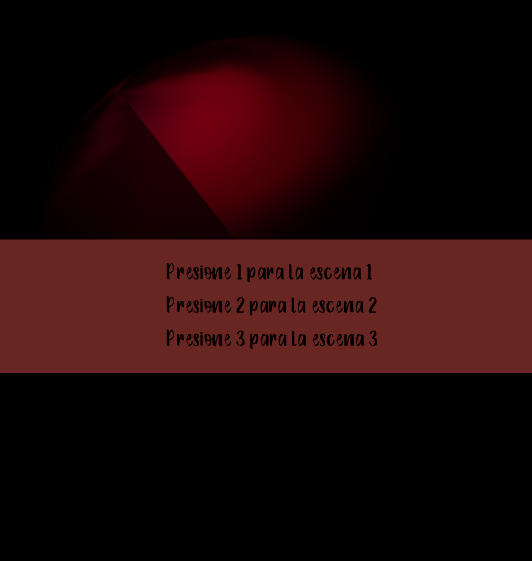 Presione 1 para la escena 1
Presione 2 para la escena 2
Presione 3 para la escena 3